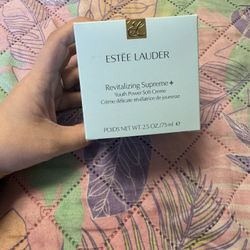 ESTĒE LAUDER
Revitalizing Supreme+
Youth Power Soft Creme
Crème délicate révélatrice de jeunesse
POIDS NET WT. 2.5 OZ./75 ml ℮